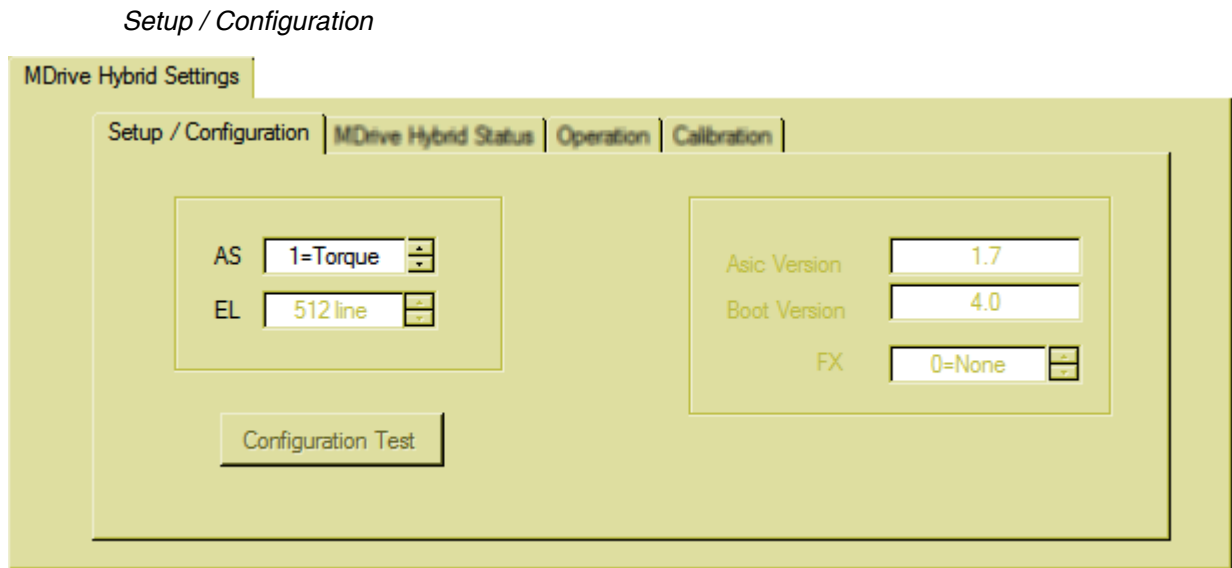 Setup / Configuration
MDrive Hybrid Settings
Setup / Configuration MDrive Hybrid Status Operation Calibration
AS 1=Torque
EL 512 line
Configuration Test
Asic Version 1.7
Boot Version 4.0
FX 0=None